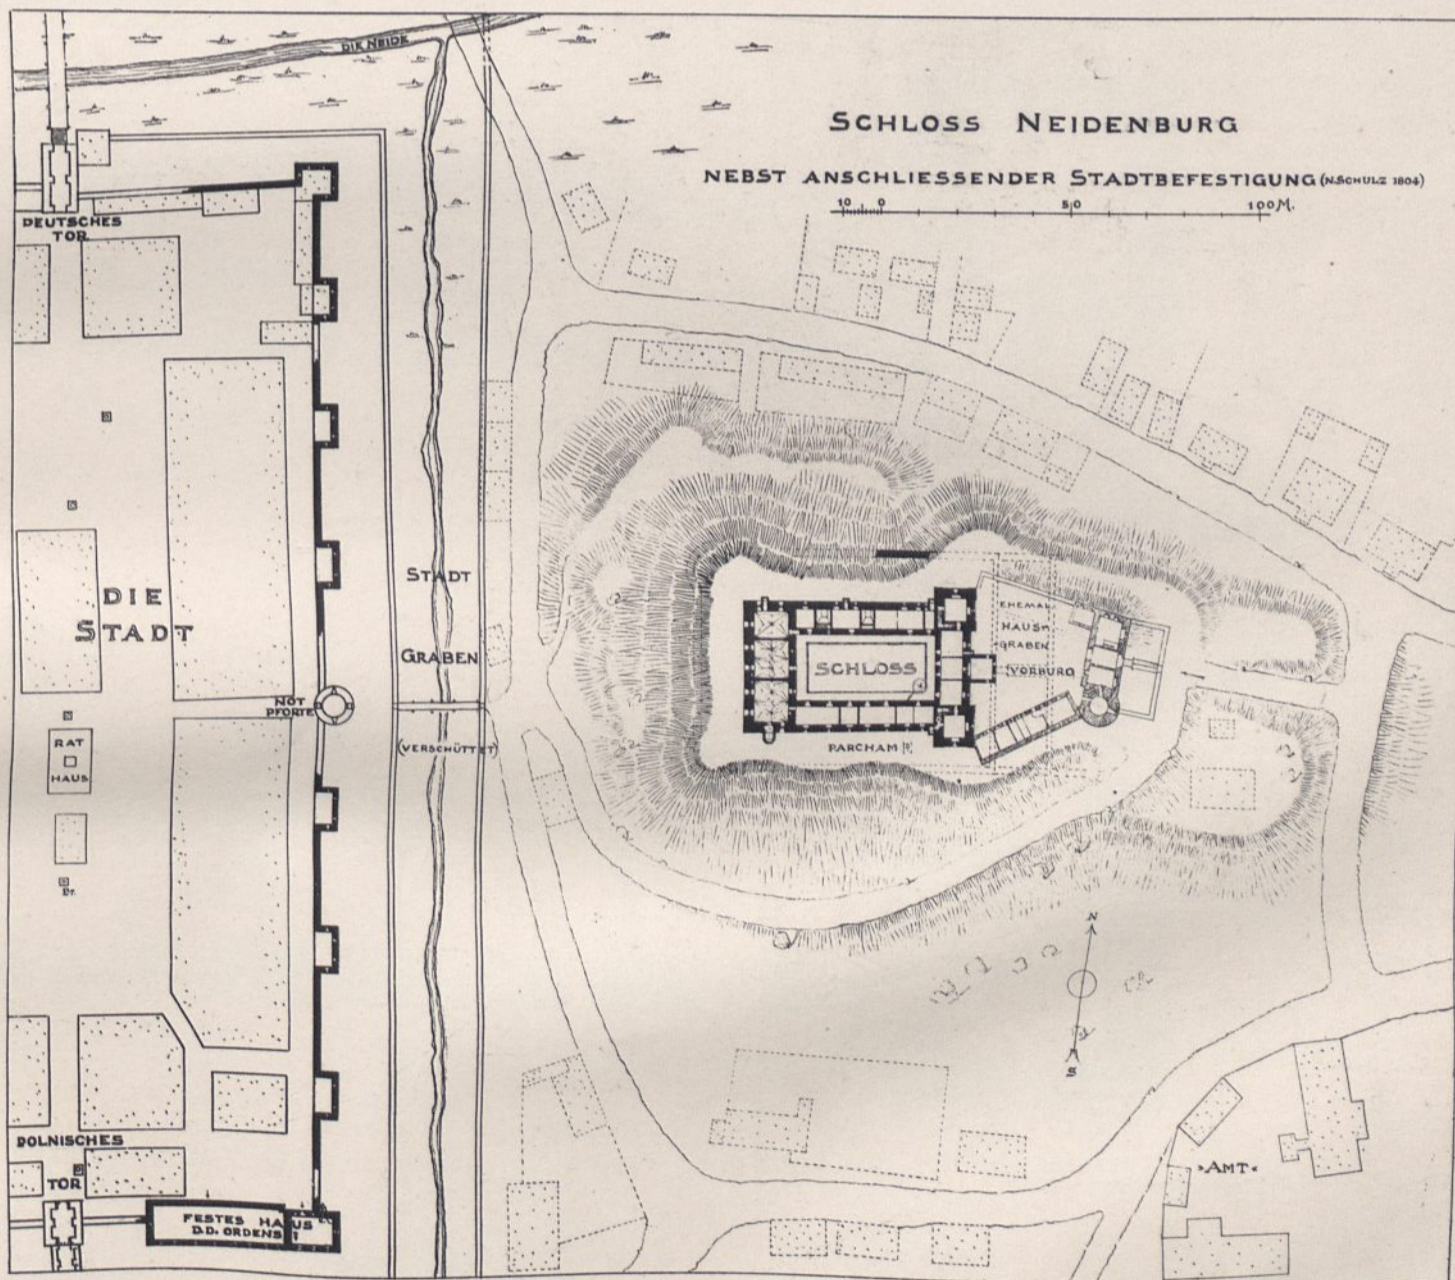 DIE NEIDE
SCHLOSS NEIDENBURG
NEBST ANSCHLIESSENDER STADTBEFESTIGUNG (N.SCHULZ 1804)
10 0 50 100M.
DEUTSCHES
TOR
DIE
STADT
STADT
GRABEN
(VERSCHÜTTET)
NOT
PFORTE
RAT
HAUS
Br.
EHEMAL.
HAUS-
GRABEN
VORBURG
SCHLOSS
PARCHAM
N
S
POLNISCHES
TOR
FESTES HAUS
D.D. ORDENS
»AMT«